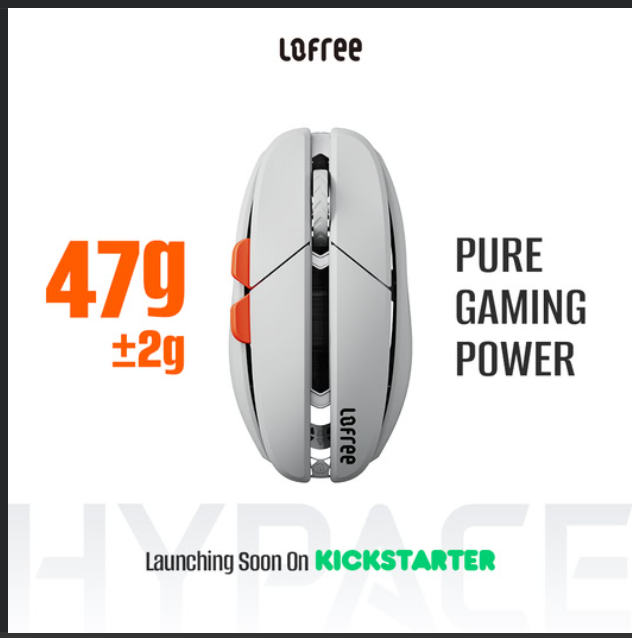 LOFree
47g
±2g
PURE
GAMING
POWER
LOFree
HYPACE
Launching Soon On KICKSTARTER